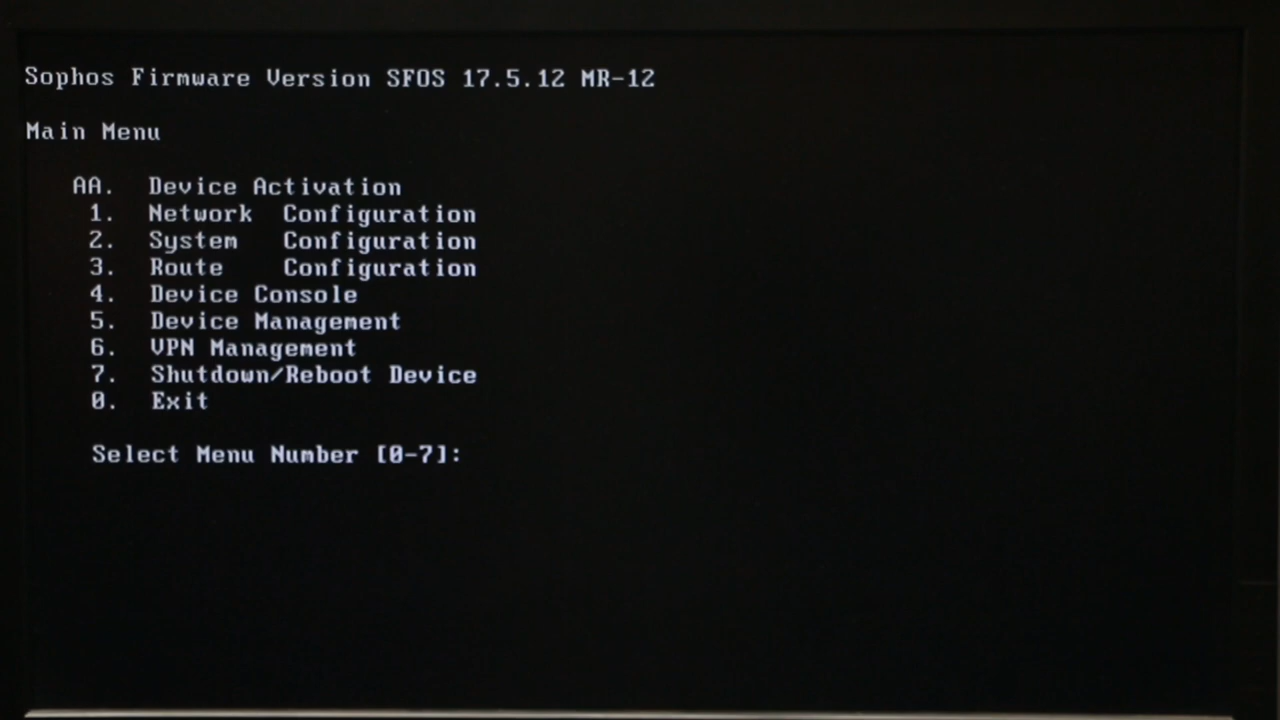 Sophos Firmware Version SFOS 17.5.12 MR-12
Main Menu
AA. Device Activation
1. Network Configuration
2. System Configuration
3. Route Configuration
4. Device Console
5. Device Management
6. VPN Management
7. Shutdown/Reboot Device
0. Exit
Select Menu Number [0-7]: